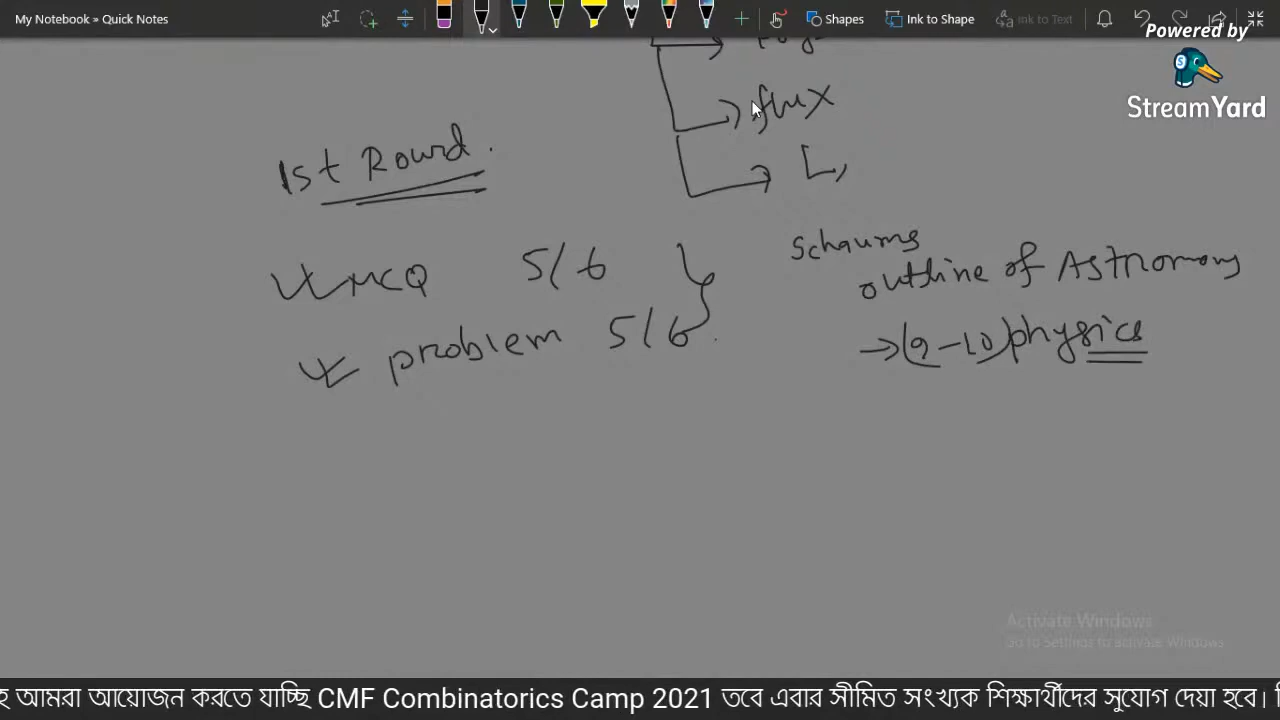 My Notebook » Quick Notes
Shapes
Ink to Shape
Ink to Text
Powered by
StreamYard
flux
L,
1st Round.
MCQ 5/6
problem 5/6.
Schaums
outline of Astronomy
→ (9-10) physics
Activate Windows
Go to Settings to activate Windows.
আমরা আয়োজন করতে যাচ্ছি CMF Combinatorics Camp 2021 তবে এবার সীমিত সংখ্যক শিক্ষার্থীদের সুযোগ দেয়া হবে।